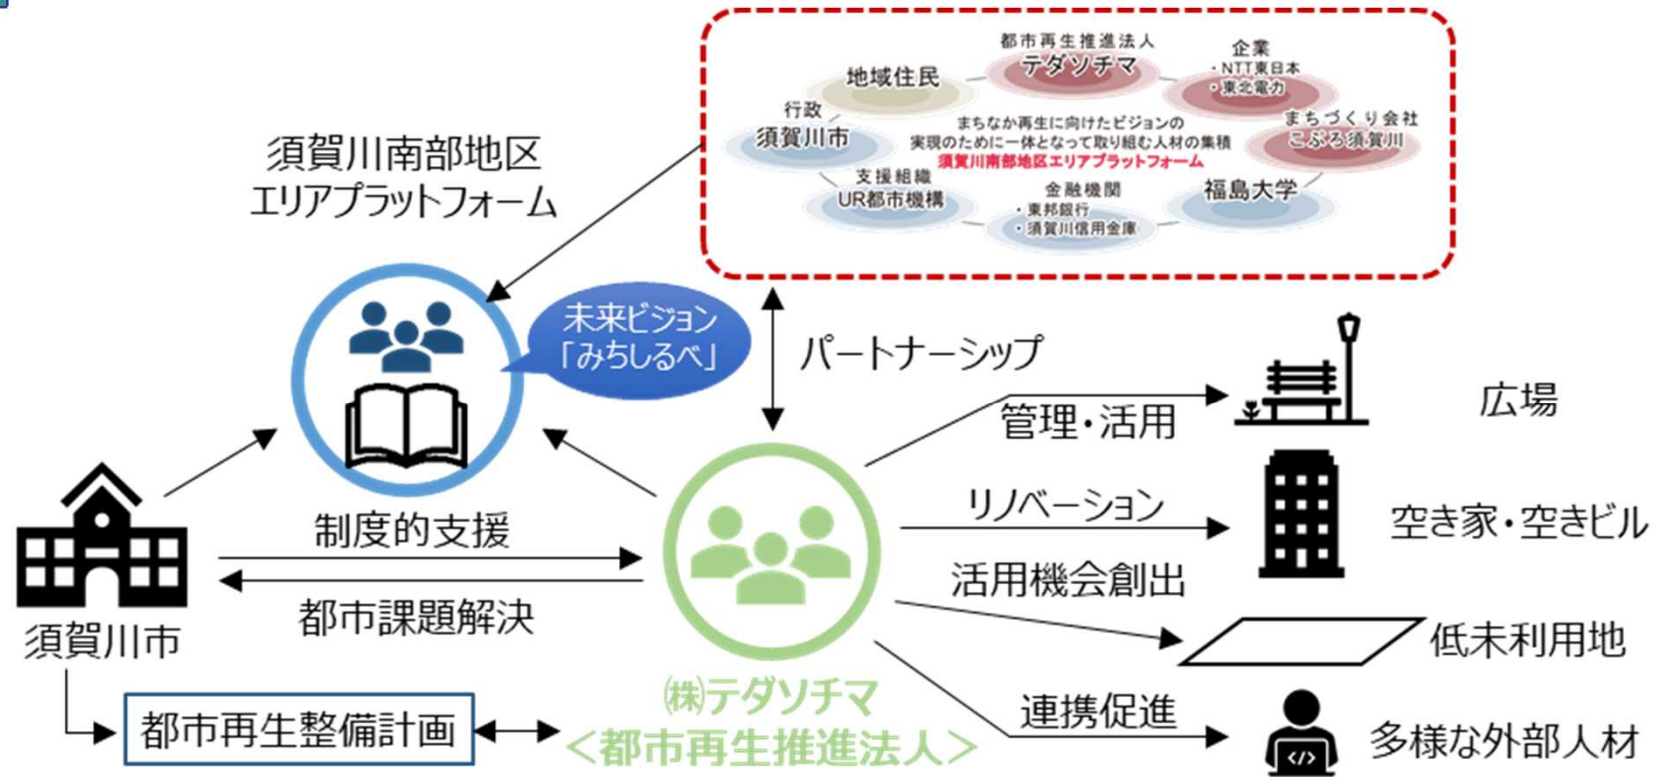 都市再生推進法人
テダソチマ
企業
・NTT東日本
・東北電力
地域住民
行政
須賀川市
まちづくり会社
こぷろ須賀川
まちなか再生に向けたビジョンの
実現のために一体となって取り組む人材の集積
須賀川南部地区エリアプラットフォーム
支援組織
UR都市機構
金融機関
・東邦銀行
・須賀川信用金庫
福島大学
須賀川南部地区
エリアプラットフォーム
未来ビジョン
「みちしるべ」
パートナーシップ
管理・活用
広場
リノベーション
空き家・空きビル
制度的支援
都市課題解決
活用機会創出
低未利用地
須賀川市
㈱テダソチマ
＜都市再生推進法人＞
都市再生整備計画
連携促進
多様な外部人材